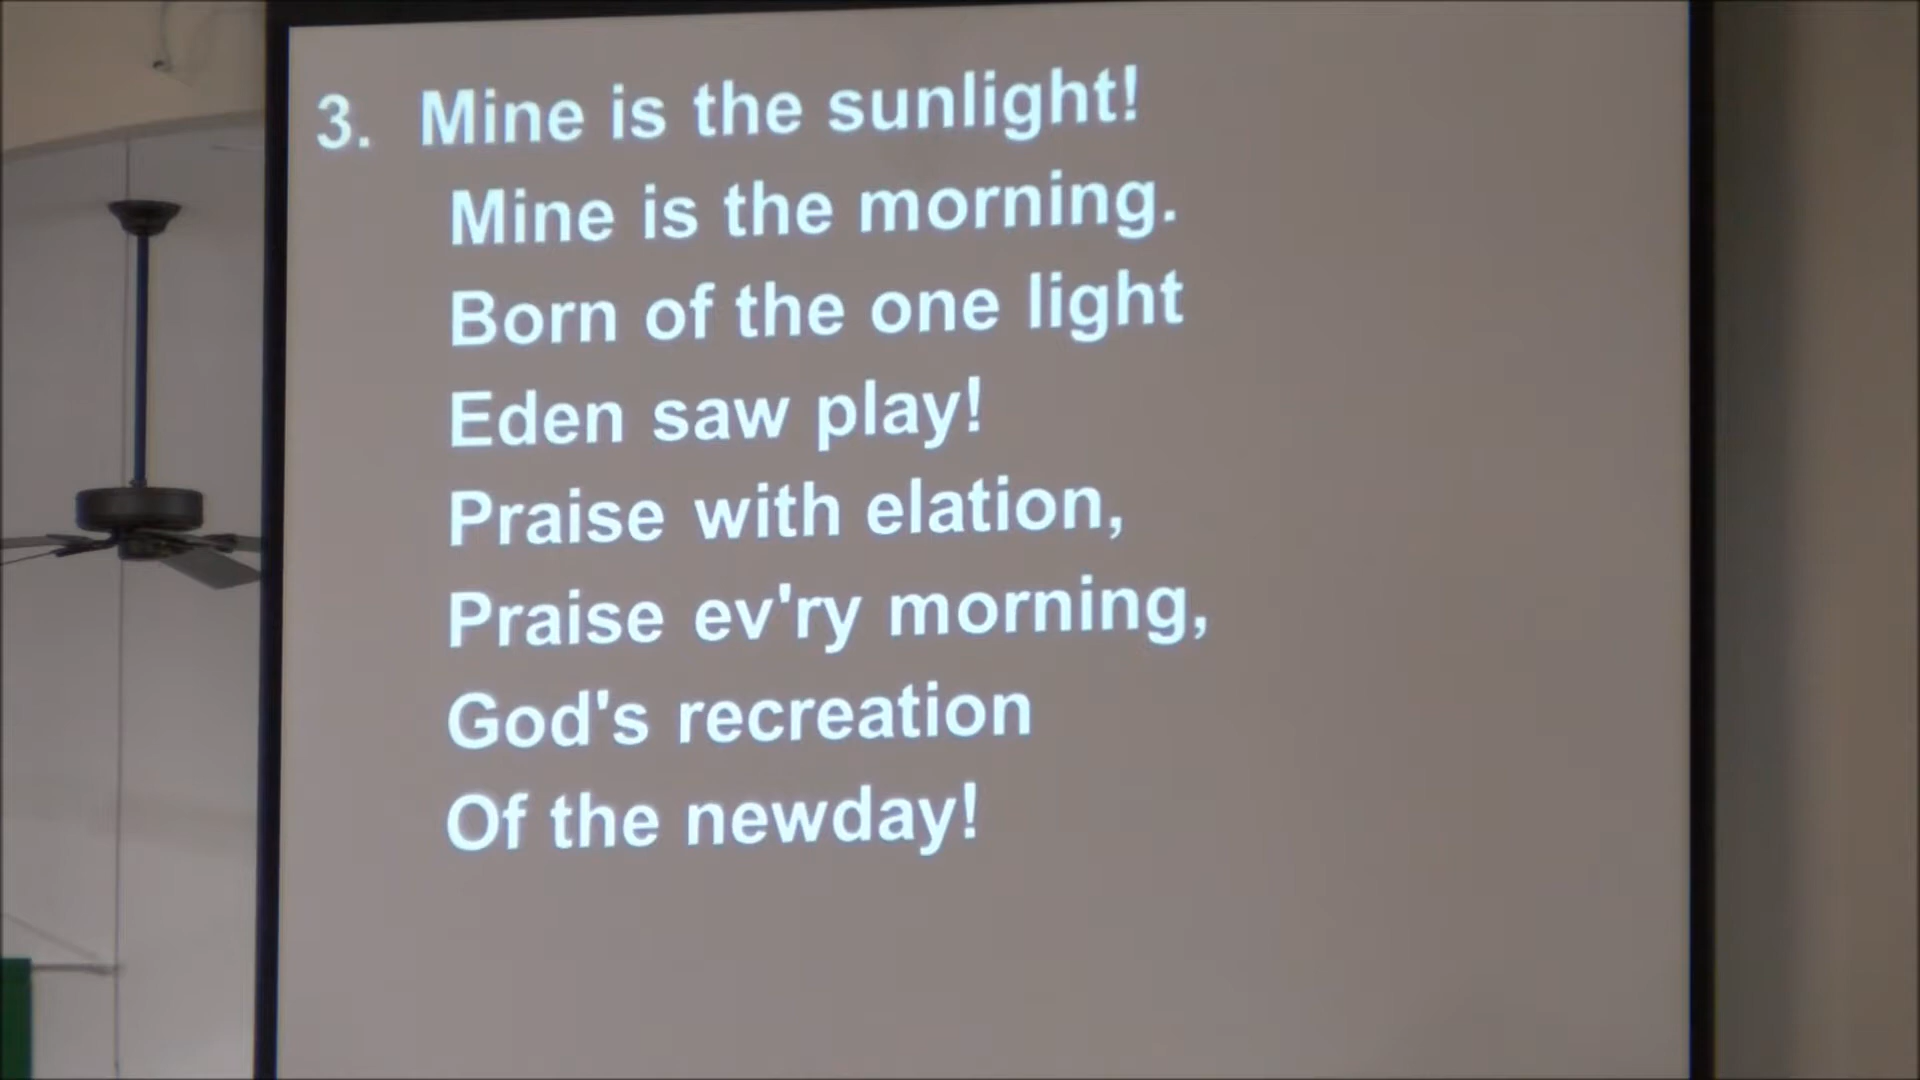 3. Mine is the sunlight!
Mine is the morning.
Born of the one light
Eden saw play!
Praise with elation,
Praise ev'ry morning,
God's recreation
Of the newday!